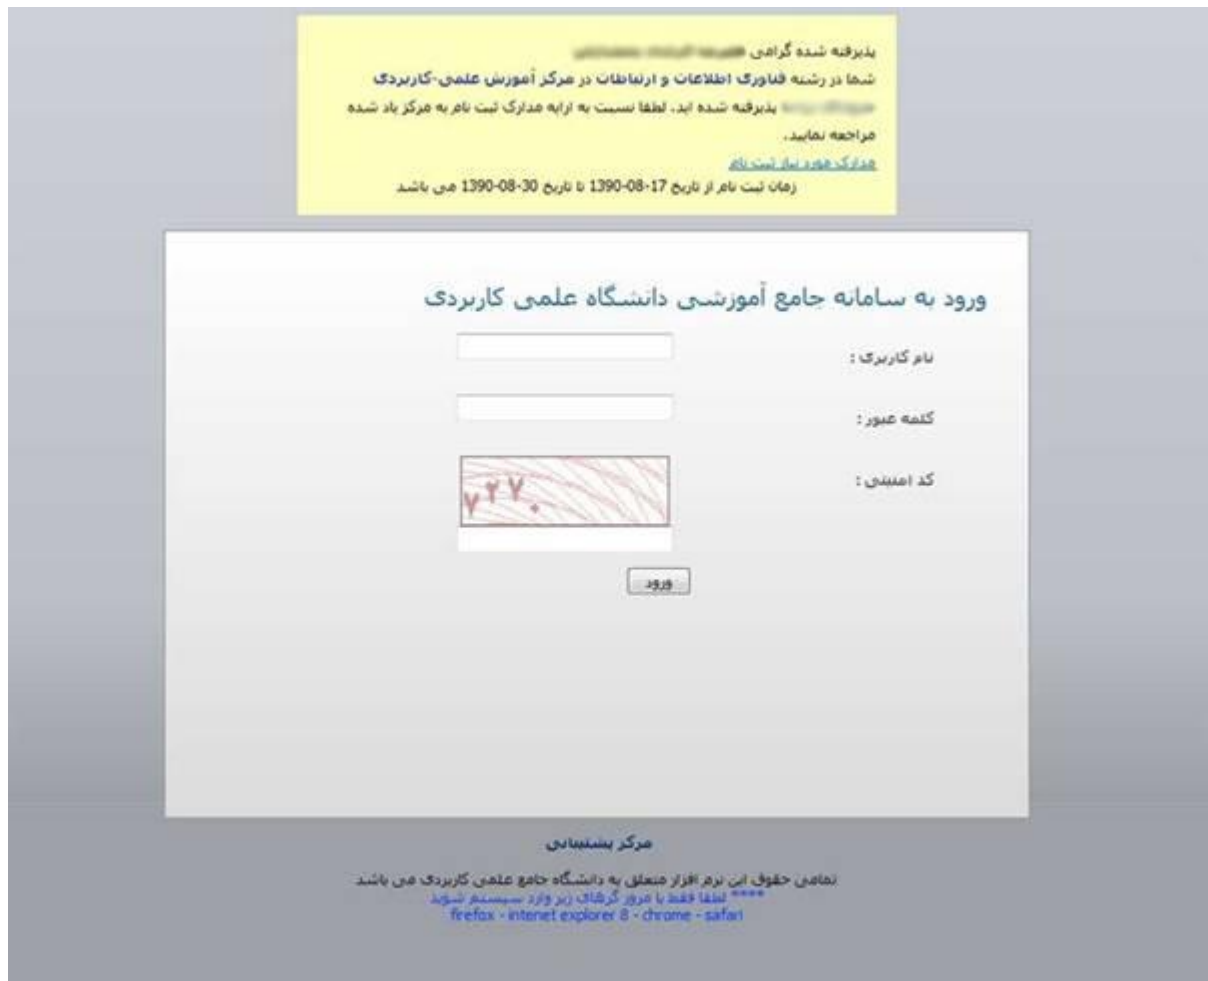 پذیرفته شده گرامی
شما در رشته فناوری اطلاعات و ارتباطات در مرکز آموزش علمی-کاربردی
پذیرفته شده اید. لطفا نسبت به ارایه مدارک ثبت نام به مرکز یاد شده
مراجعه نمایید.
مدارک مورد نیاز ثبت نام
زمان ثبت نام از تاریخ 17-08-1390 تا تاریخ 30-08-1390 می باشد
ورود به سامانه جامع آموزشی دانشگاه علمی کاربردی
نام کاربری :
کلمه عبور :
کد امنیتی :
۷۲۷۰
ورود
مرکز پشتیبانی
تمامی حقوق این نرم افزار متعلق به دانشگاه جامع علمی کاربردی می باشد
**** لطفا فقط با مرور گرهای زیر وارد سیستم شوید
firefox - intenet explorer 8 - chrome - safari